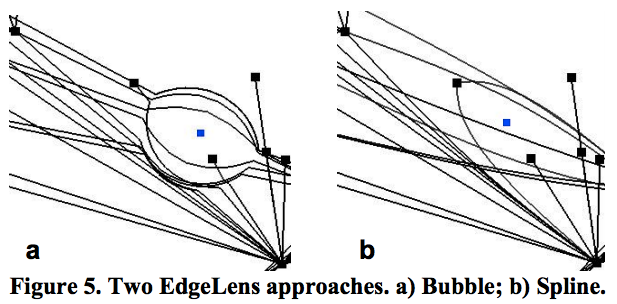 a
b
Figure 5. Two EdgeLens approaches. a) Bubble; b) Spline.